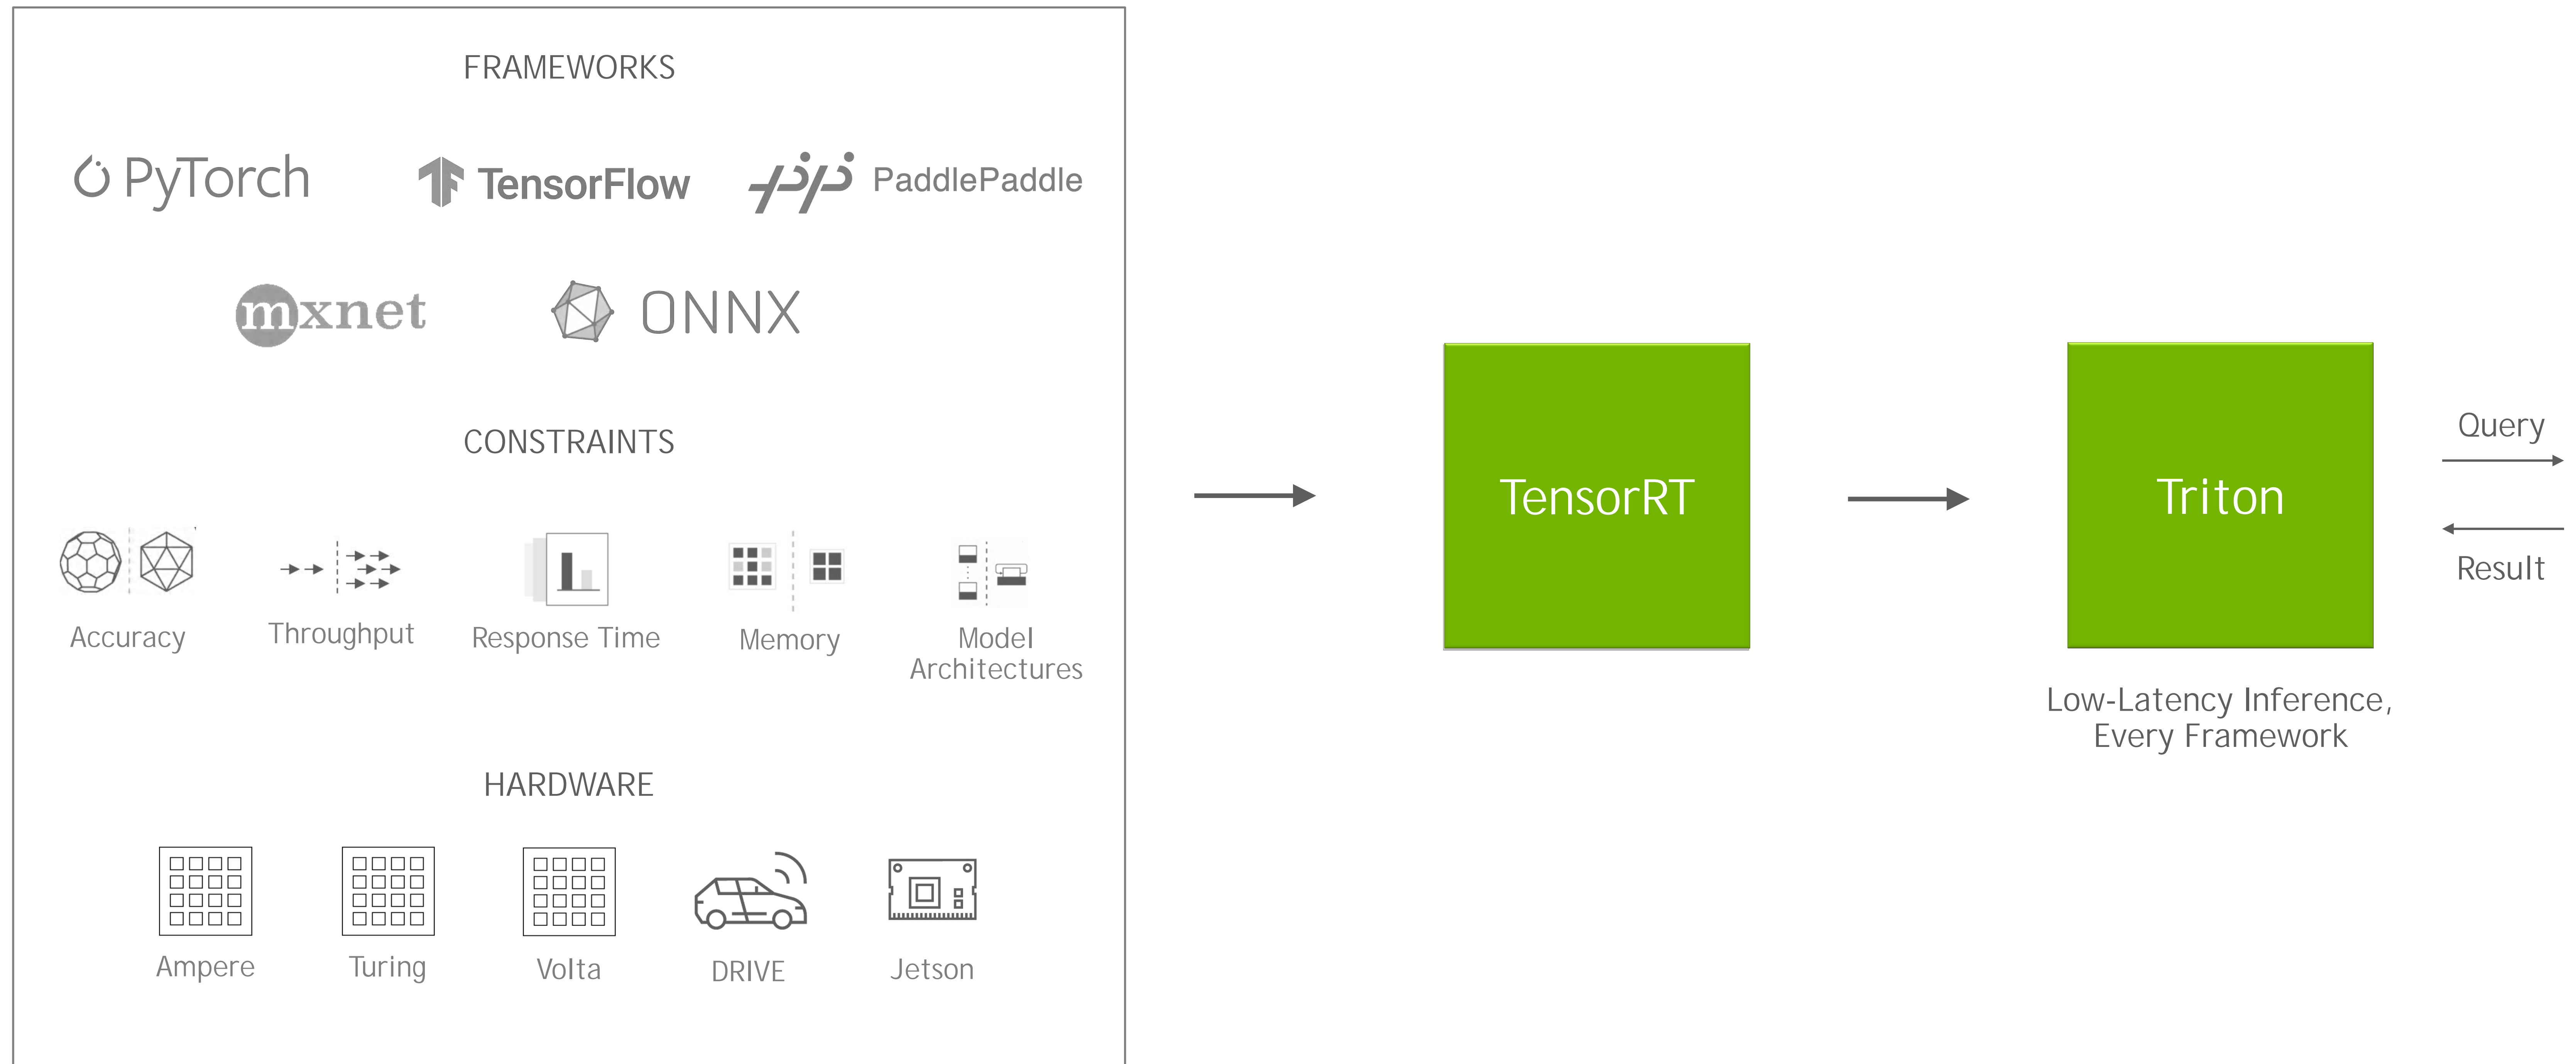 FRAMEWORKS
PyTorch
TensorFlow
PaddlePaddle
mxnet
ONNX
CONSTRAINTS
Accuracy
Throughput
Response Time
Memory
Model
Architectures
HARDWARE
Ampere
Turing
Volta
DRIVE
Jetson
TensorRT
Triton
Low-Latency Inference,
Every Framework
Query
Result